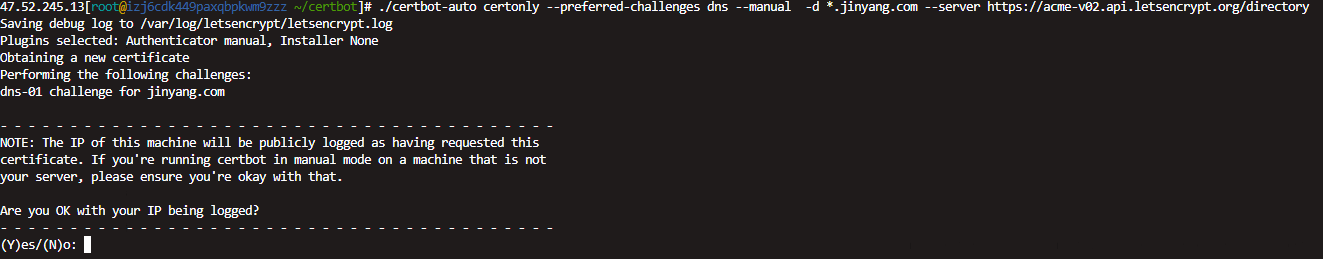 47.52.245.13[root@izj6cdk449paxqbpkwm9zzz ~/certbot]# ./certbot-auto certonly --preferred-challenges dns --manual  -d *.jinyang.com --server https://acme-v02.api.letsencrypt.org/directory
Saving debug log to /var/log/letsencrypt/letsencrypt.log
Plugins selected: Authenticator manual, Installer None
Obtaining a new certificate
Performing the following challenges:
dns-01 challenge for jinyang.com
- - - - - - - - - - - - - - - - - - - - - - - - - - - - - - - - - - - - - - - -
NOTE: The IP of this machine will be publicly logged as having requested this
certificate. If you're running certbot in manual mode on a machine that is not
your server, please ensure you're okay with that.
Are you OK with your IP being logged?
- - - - - - - - - - - - - - - - - - - - - - - - - - - - - - - - - - - - - - - -
(Y)es/(N)o: